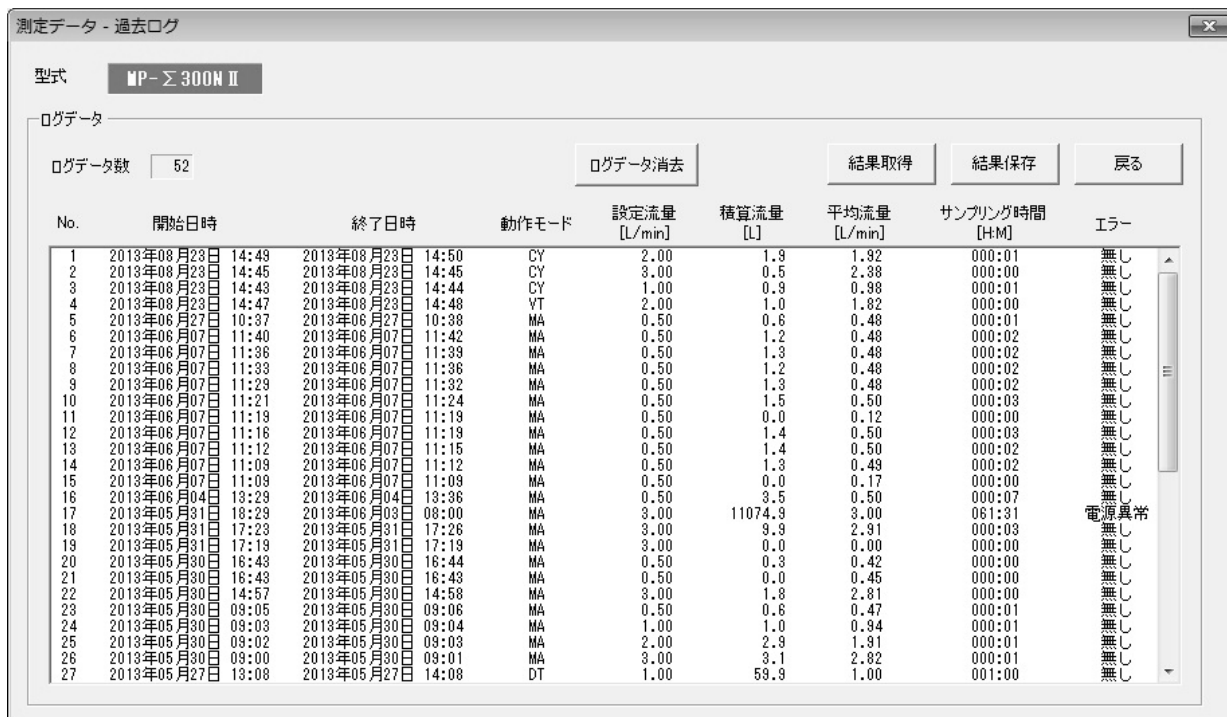 測定データ - 過去ログ
型式 MP-Σ300NⅡ
ログデータ
ログデータ数 52 ログデータ消去 結果取得 結果保存 戻る
No. 開始日時 終了日時 動作モード 設定流量 [L/min] 積算流量 [L] 平均流量 [L/min] サンプリング時間 [H:M] エラー
1 2013年08月23日 14:49 2013年08月23日 14:50 CY 2.00 1.9 1.92 000:01 無し
2 2013年08月23日 14:45 2013年08月23日 14:45 CY 3.00 0.5 2.38 000:00 無し
3 2013年08月23日 14:43 2013年08月23日 14:44 CY 1.00 0.9 0.98 000:01 無し
4 2013年08月23日 14:47 2013年08月23日 14:48 VT 2.00 1.0 1.82 000:00 無し
5 2013年06月27日 10:37 2013年06月27日 10:38 MA 0.50 0.6 0.48 000:01 無し
6 2013年06月07日 11:40 2013年06月07日 11:42 MA 0.50 1.2 0.48 000:02 無し
7 2013年06月07日 11:36 2013年06月07日 11:39 MA 0.50 1.3 0.48 000:02 無し
8 2013年06月07日 11:33 2013年06月07日 11:36 MA 0.50 1.2 0.48 000:02 無し
9 2013年06月07日 11:29 2013年06月07日 11:32 MA 0.50 1.3 0.48 000:02 無し
10 2013年06月07日 11:21 2013年06月07日 11:24 MA 0.50 1.5 0.50 000:03 無し
11 2013年06月07日 11:19 2013年06月07日 11:19 MA 0.50 0.0 0.12 000:00 無し
12 2013年06月07日 11:16 2013年06月07日 11:19 MA 0.50 1.4 0.50 000:03 無し
13 2013年06月07日 11:12 2013年06月07日 11:15 MA 0.50 1.4 0.50 000:02 無し
14 2013年06月07日 11:09 2013年06月07日 11:12 MA 0.50 1.3 0.49 000:02 無し
15 2013年06月07日 11:09 2013年06月07日 11:09 MA 0.50 0.0 0.17 000:00 無し
16 2013年06月04日 13:29 2013年06月04日 13:36 MA 0.50 3.5 0.50 000:07 無し
17 2013年05月31日 18:29 2013年06月03日 08:00 MA 3.00 11074.9 3.00 061:31 電源異常
18 2013年05月31日 17:23 2013年05月31日 17:26 MA 3.00 9.9 2.91 000:03 無し
19 2013年05月31日 17:19 2013年05月31日 17:19 MA 3.00 0.0 0.00 000:00 無し
20 2013年05月30日 16:43 2013年05月30日 16:44 MA 0.50 0.3 0.42 000:00 無し
21 2013年05月30日 16:43 2013年05月30日 16:43 MA 0.50 0.0 0.45 000:00 無し
22 2013年05月30日 14:57 2013年05月30日 14:58 MA 3.00 1.8 2.81 000:00 無し
23 2013年05月30日 09:05 2013年05月30日 09:06 MA 0.50 0.6 0.47 000:01 無し
24 2013年05月30日 09:03 2013年05月30日 09:04 MA 1.00 1.0 0.94 000:01 無し
25 2013年05月30日 09:02 2013年05月30日 09:03 MA 2.00 2.9 1.91 000:01 無し
26 2013年05月30日 09:00 2013年05月30日 09:01 MA 3.00 3.1 2.82 000:01 無し
27 2013年05月27日 13:08 2013年05月27日 14:08 DT 1.00 59.9 1.00 001:00 無し